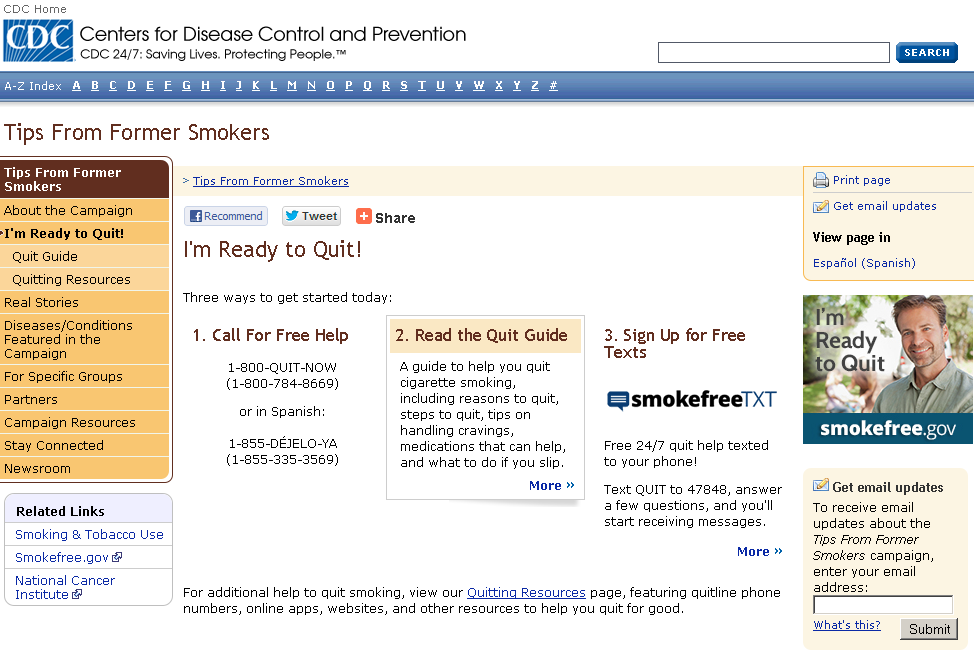 CDC Home
CDC Centers for Disease Control and Prevention
CDC 24/7: Saving Lives. Protecting People.™
SEARCH
A-Z Index A B C D E F G H I J K L M N O P Q R S T U V W X Y Z #
Tips From Former Smokers
Tips From Former
Smokers
About the Campaign
I'm Ready to Quit!
Quit Guide
Quitting Resources
Real Stories
Diseases/Conditions
Featured in the
Campaign
For Specific Groups
Partners
Campaign Resources
Stay Connected
Newsroom
Related Links
Smoking & Tobacco Use
Smokefree.gov
National Cancer
Institute
> Tips From Former Smokers
Recommend Tweet Share
I'm Ready to Quit!
Three ways to get started today:
1. Call For Free Help
1-800-QUIT-NOW
(1-800-784-8669)
or in Spanish:
1-855-DÉJELO-YA
(1-855-335-3569)
2. Read the Quit Guide
A guide to help you quit
cigarette smoking,
including reasons to quit,
steps to quit, tips on
handling cravings,
medications that can help,
and what to do if you slip.
More »
3. Sign Up for Free
Texts
smokefreeTXT
Free 24/7 quit help texted
to your phone!
Text QUIT to 47848, answer
a few questions, and you'll
start receiving messages.
More »
For additional help to quit smoking, view our Quitting Resources page, featuring quitline phone
numbers, online apps, websites, and other resources to help you quit for good.
Print page
Get email updates
View page in
Español (Spanish)
I'm
Ready
to Quit
smokefree.gov
Get email updates
To receive email
updates about the
Tips From Former
Smokers campaign,
enter your email
address:
What's this? Submit